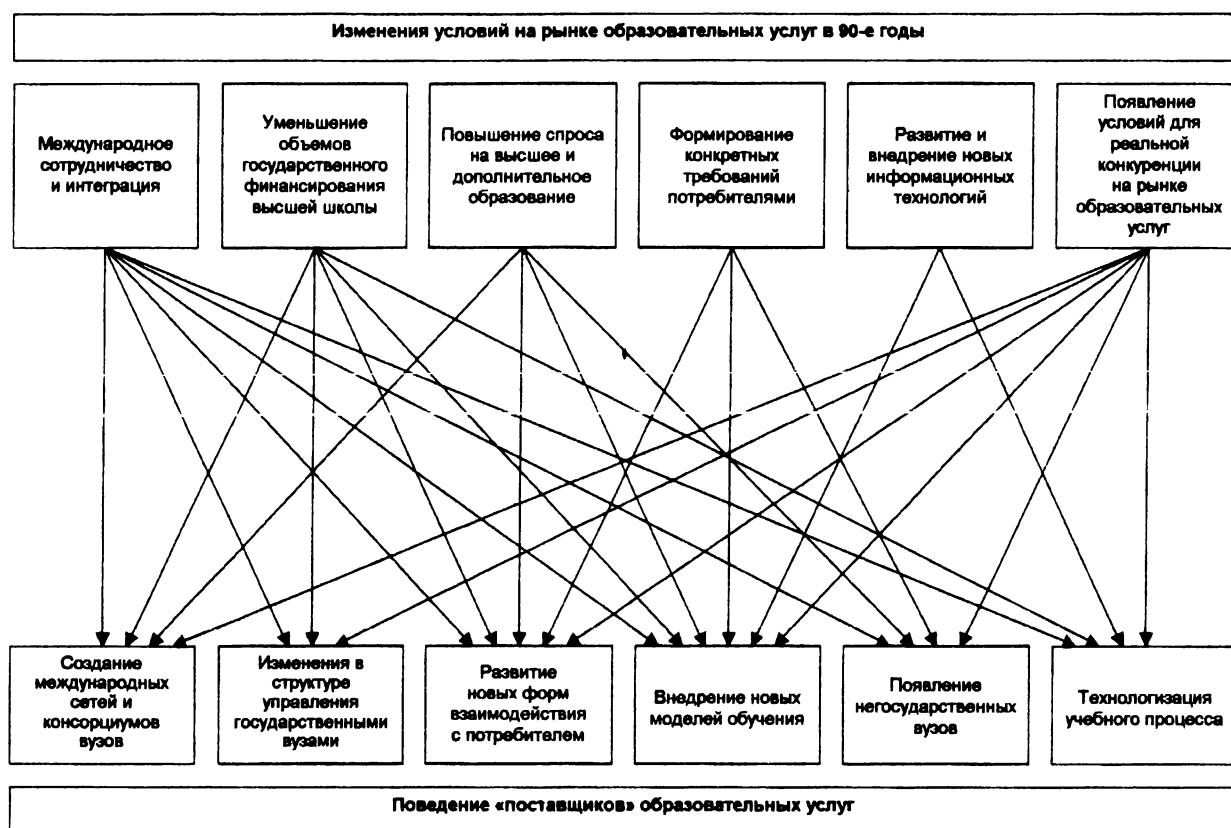 Изменения условий на рынке образовательных услуг в 90-е годы
Международное
сотрудничество
и интеграция
Уменьшение
объемов
государственного
финансирования
высшей школы
Повышение спроса
на высшее и
дополнительное
образование
Формирование
конкретных
требований
потребителями
Развитие и
внедрение новых
информационных
технологий
Появление
условий для
реальной
конкуренции
на рынке
образовательных
услуг
Создание
международных
сетей и
консорциумов
вузов
Изменения в
структуре
управления
государственными
вузами
Развитие
новых форм
взаимодействия
с потребителем
Внедрение новых
моделей обучения
Появление
негосударственных
вузов
Технологизация
учебного процесса
Поведение «поставщиков» образовательных услуг